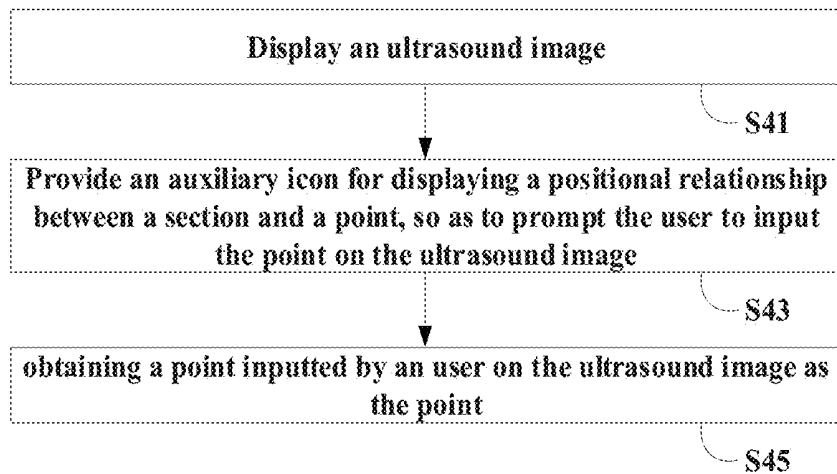 Display an ultrasound image
S41
Provide an auxiliary icon for displaying a positional relationship
between a section and a point, so as to prompt the user to input
the point on the ultrasound image
S43
obtaining a point inputted by an user on the ultrasound image as
the point
S45